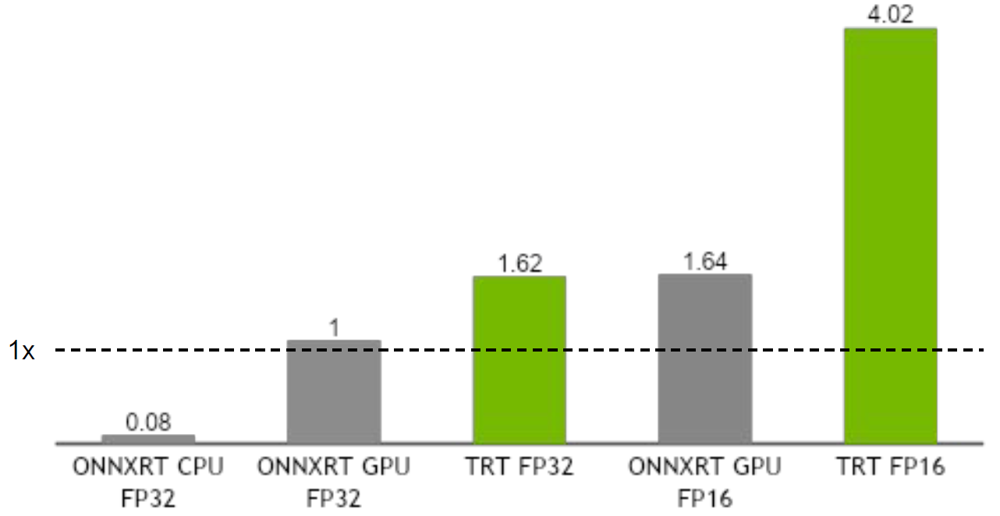 4.02
1.62
1.64
1
1x
0.08
ONNXRT CPU FP32
ONNXRT GPU FP32
TRT FP32
ONNXRT GPU FP16
TRT FP16